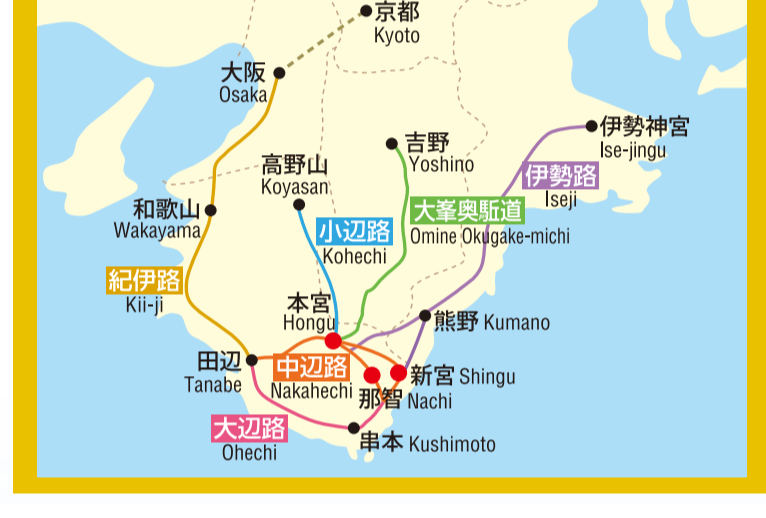 京都
Kyoto
大阪
Osaka
伊勢神宮
Ise-jingu
吉野
Yoshino
高野山
Koyasan
伊勢路
Iseji
和歌山
Wakayama
大峯奥駈道
Omine Okugake-michi
小辺路
Kohechi
紀伊路
Kii-ji
本宮
Hongu
熊野 Kumano
田辺
Tanabe
中辺路
Nakahechi
新宮 Shingu
那智 Nachi
大辺路
Ohechi
串本 Kushimoto